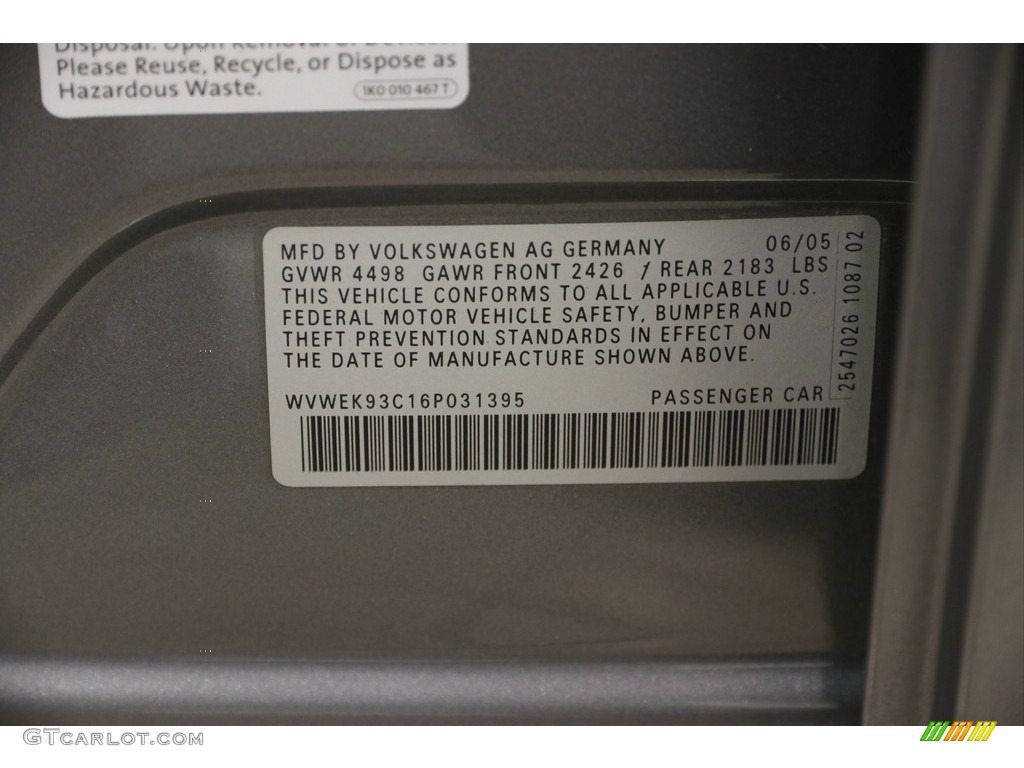 Disposal. Upon Removal
Please Reuse, Recycle, or Dispose as
Hazardous Waste.
1K0 010 467 T
MFD BY VOLKSWAGEN AG GERMANY 06/05
GVWR 4498 GAWR FRONT 2426 / REAR 2183 LBS
THIS VEHICLE CONFORMS TO ALL APPLICABLE U.S.
FEDERAL MOTOR VEHICLE SAFETY, BUMPER AND
THEFT PREVENTION STANDARDS IN EFFECT ON
THE DATE OF MANUFACTURE SHOWN ABOVE.
WVWEK93C16P031395 PASSENGER CAR
2547026 1087 02
GTcarlot.com